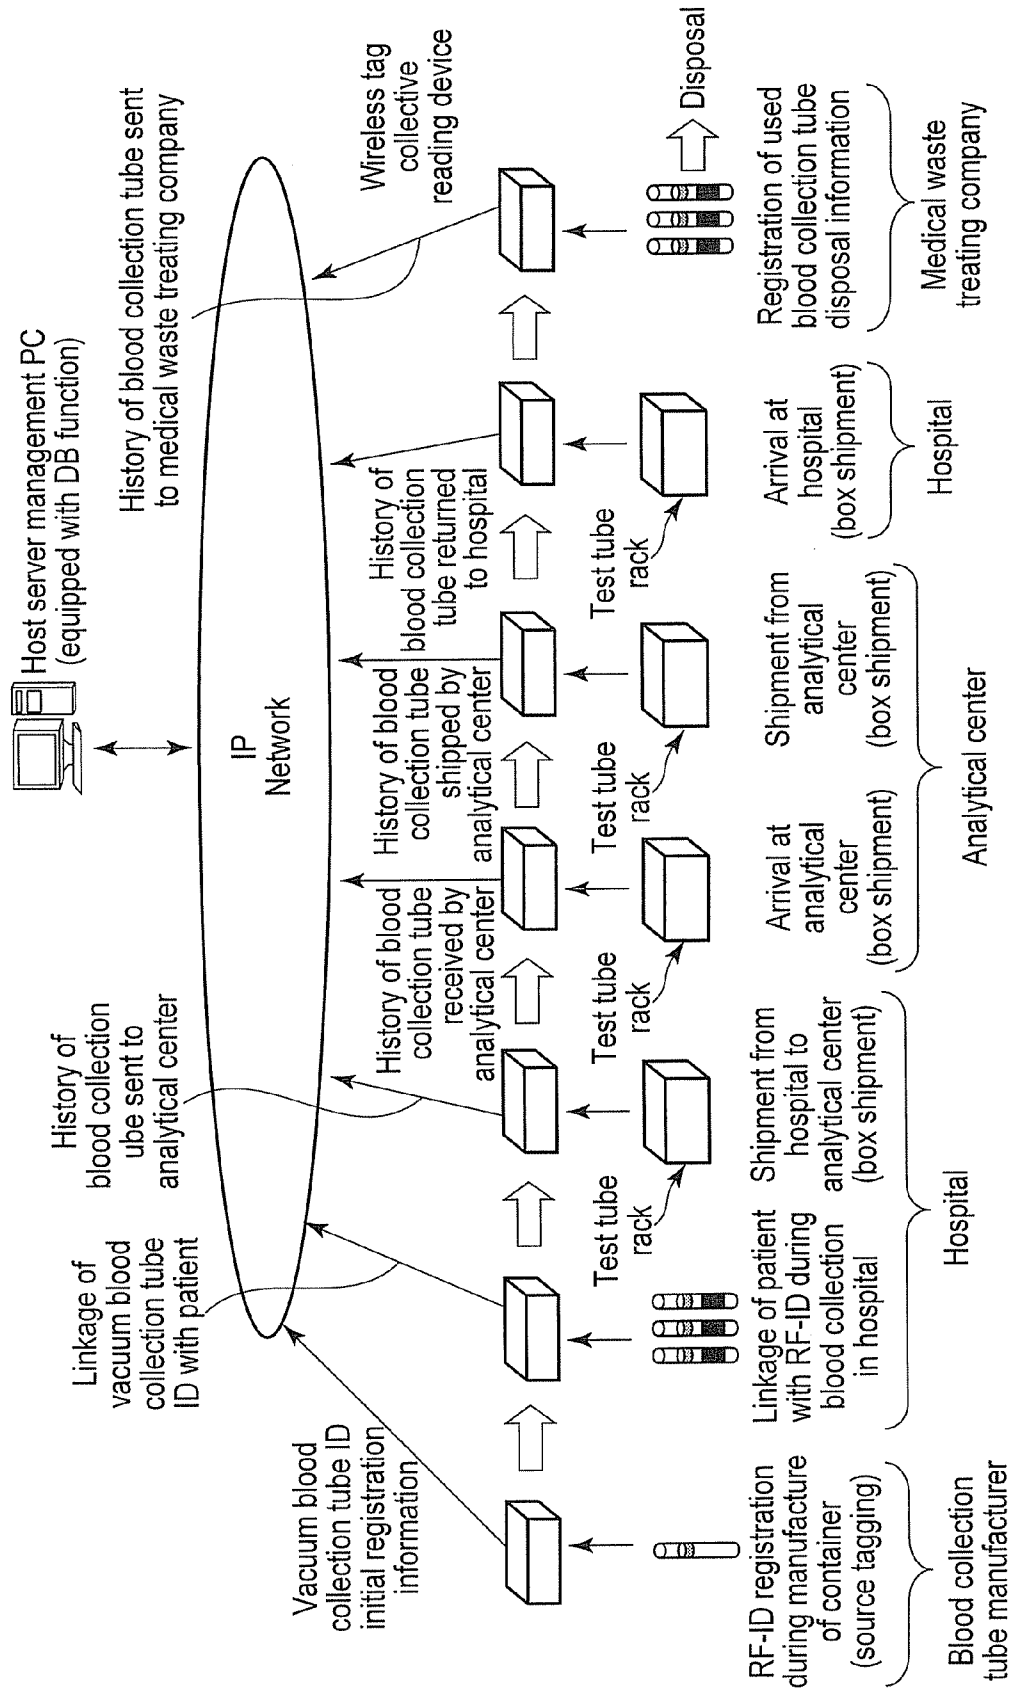 Host server management PC
(equipped with DB function)
IP
Network
Vacuum blood
collection tube ID
initial registration
information
Linkage of
vacuum blood
collection tube
ID with patient
History of
blood collection
ube sent to
analytical center
History of blood
collection tube
received by
analytical center
History of blood
collection tube
shipped by
analytical center
History of
blood collection
tube returned
to hospital
History of blood collection tube sent
to medical waste treating company
Wireless tag
collective
reading device
Test tube
rack
Test tube
rack
Test tube
rack
Test tube
rack
Disposal
RF-ID registration
during manufacture
of container
(source tagging)
Linkage of patient
with RF-ID during
blood collection
in hospital
Shipment from
hospital to
analytical center
(box shipment)
Arrival at
analytical
center
(box shipment)
Shipment from
analytical
center
(box shipment)
Arrival at
hospital
(box shipment)
Registration of used
blood collection tube
disposal information
Blood collection
tube manufacturer
Hospital
Analytical center
Hospital
Medical waste
treating company